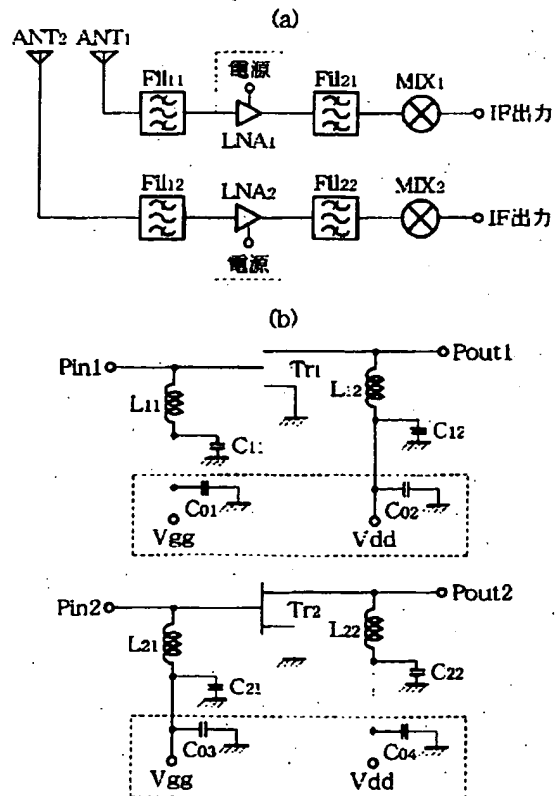 (a)
ANT2 ANT1
Fil11 電源 Fil21 MIX1
LNA1 IF出力
Fil12 LNA2 Fil22 MIX2
電源 IF出力
(b)
Pin1 Tr1 Pout1
L11 L12
C11 C12
C01 C02
Vgg Vdd
Pin2 Tr2 Pout2
L21 L22
C21 C22
C03 C04
Vgg Vdd